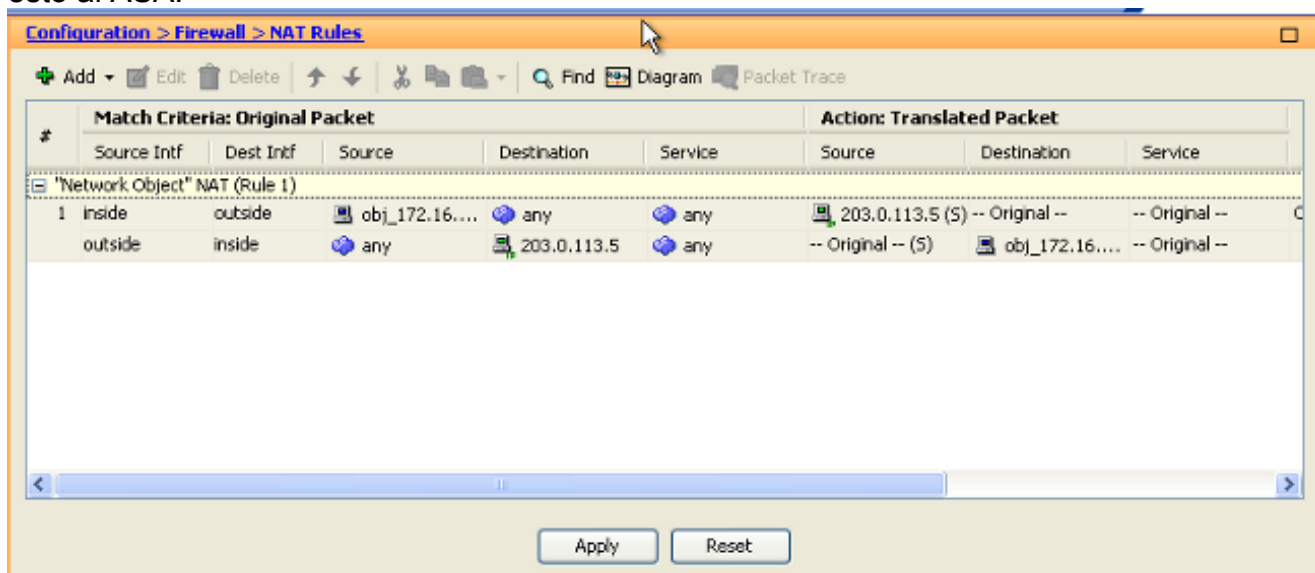 Configuration > Firewall > NAT Rules
Add Edit Delete Find Diagram Packet Trace
# Match Criteria: Original Packet Action: Translated Packet
Source Intf Dest Intf Source Destination Service Source Destination Service
"Network Object" NAT (Rule 1)
1 inside outside obj_172.16.... any any 203.0.113.5 (S) -- Original -- -- Original --
outside inside any 203.0.113.5 any -- Original -- (S) obj_172.16.... -- Original --
Apply Reset